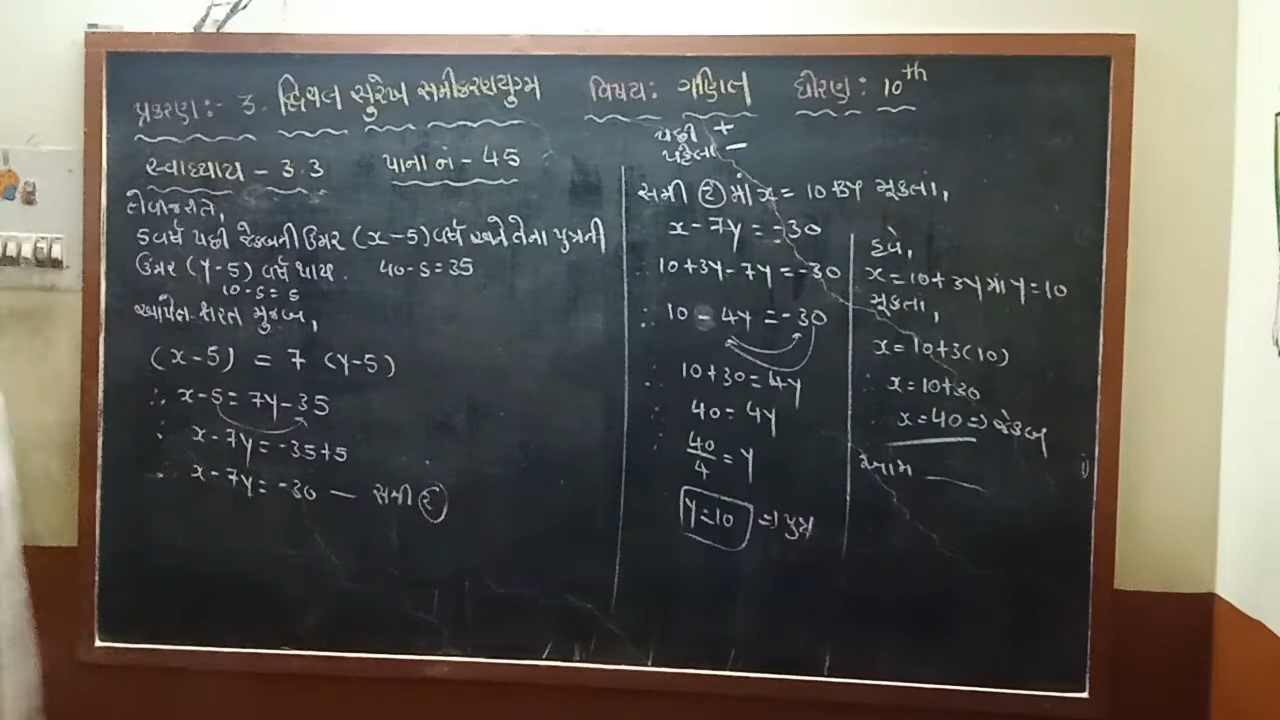 પ્રકરણ:- 3. દ્વિચલ સુરેખ સમીકરણયુગ્મ વિષય: ગણિત ધોરણ: 10th
સ્વાધ્યાય - 3.3 પાના નં - 45
તેવીજ રીતે,
5 વર્ષ પછી જેકબની ઉંમર (x-5) વર્ષ અને તેના પુત્રની
ઉંમર (y-5) વર્ષ થાય. 40-5=35
10-5=5
આપેલ શરત મુજબ,
(x-5) = 7 (y-5)
∴ x-5=7y-35
∴ x-7y=-35+5
x-7y=-30 — સમી ૨
પછી +
પહેલા -
સમી ૨ માં x=10+3y મૂકતા,
x-7y=-30
∴ 10+3y-7y=-30
∴ 10-4y=-30
∴ 10+30=4y
∴ 40=4y
∴ 40/4=y
y=10 => પુત્ર
હવે,
x=10+3y માં y=10
મૂકતા,
x=10+3(10)
∴ x=10+30
x=40 => જેકબ
આમ